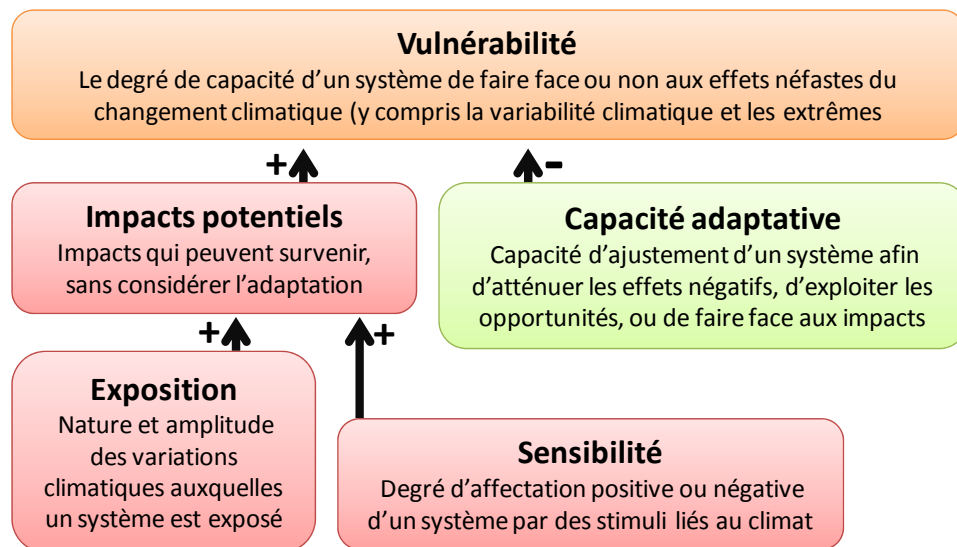 Vulnérabilité
Le degré de capacité d'un système de faire face ou non aux effets néfastes du
changement climatique (y compris la variabilité climatique et les extrêmes
+
-
Impacts potentiels
Impacts qui peuvent survenir,
sans considérer l'adaptation
Capacité adaptative
Capacité d'ajustement d'un système afin
d'atténuer les effets négatifs, d'exploiter les
opportunités, ou de faire face aux impacts
+
+
Exposition
Nature et amplitude
des variations
climatiques auxquelles
un système est exposé
Sensibilité
Degré d'affectation positive ou négative
d'un système par des stimuli liés au climat